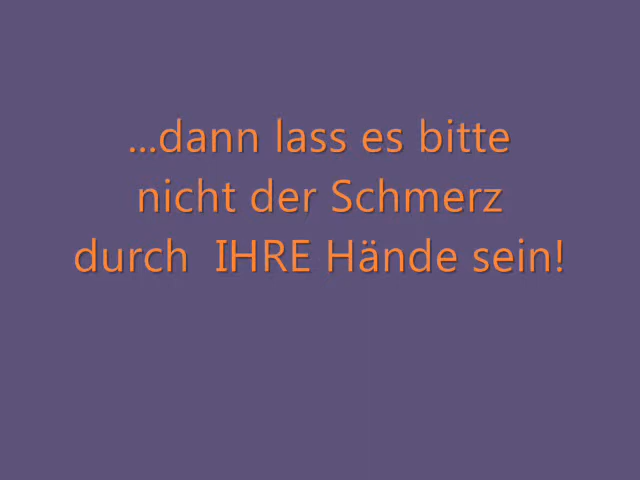 ...dann lass es bitte
nicht der Schmerz
durch  IHRE Hände sein!